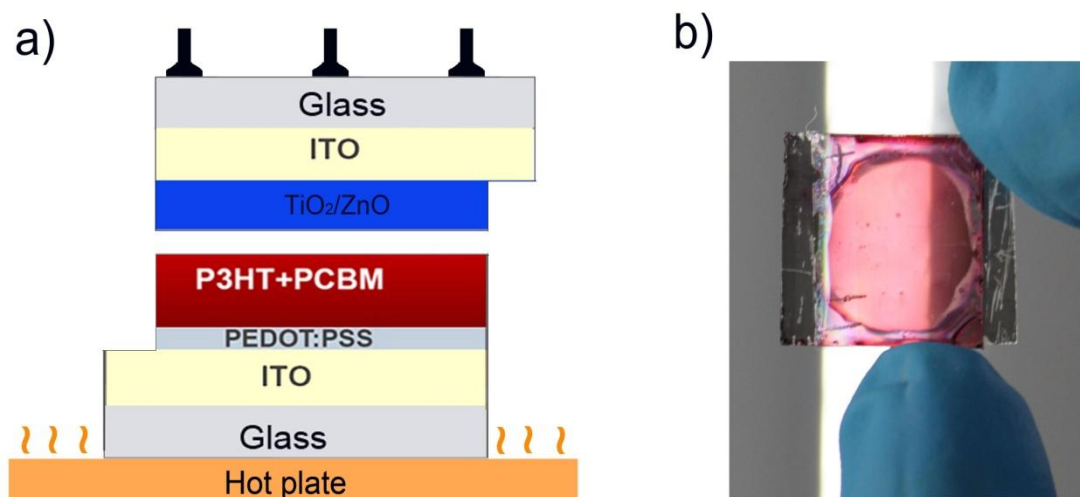 a)
Glass
ITO
TiO₂/ZnO
P3HT+PCBM
PEDOT:PSS
ITO
Glass
Hot plate
b)